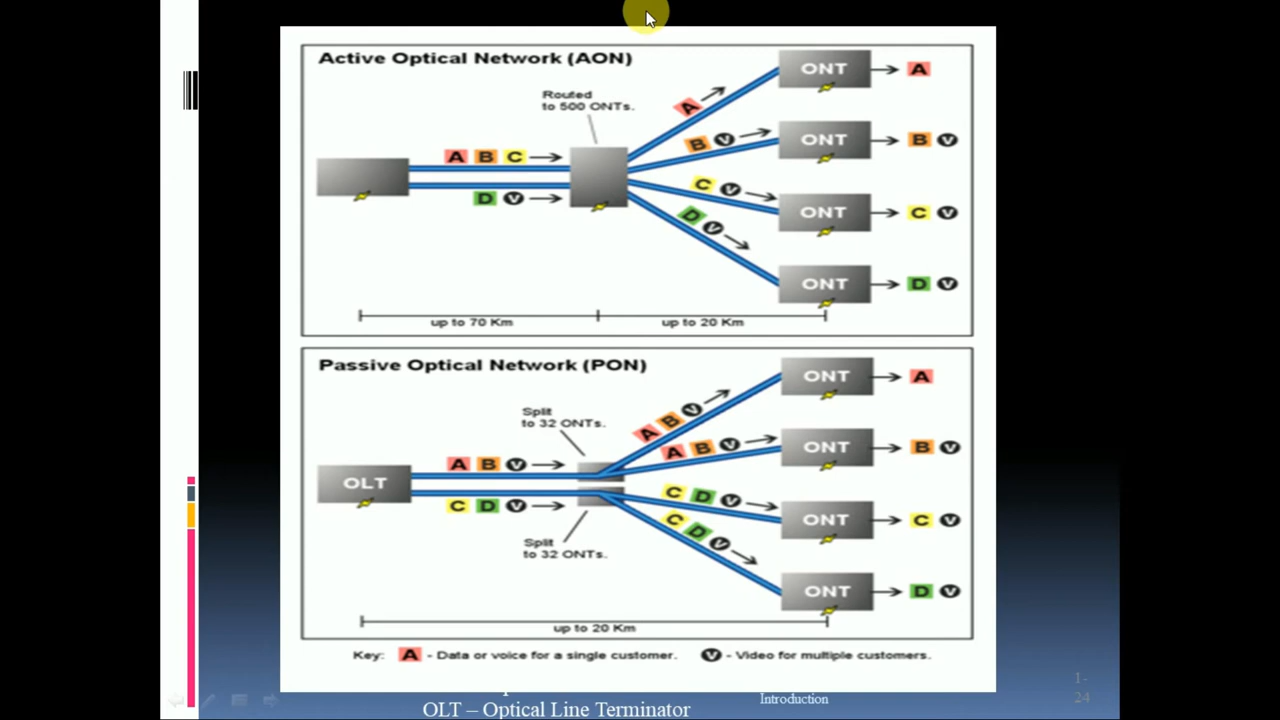 Active Optical Network (AON)
Routed
to 500 ONTs.
A B C
D V
A
B V
C V
D V
ONT
A
ONT
B V
ONT
C V
ONT
D V
up to 70 Km
up to 20 Km
Passive Optical Network (PON)
Split
to 32 ONTs.
OLT
A B V
C D V
Split
to 32 ONTs.
A B V
A B V
C D V
C D V
ONT
A
ONT
B V
ONT
C V
ONT
D V
up to 20 Km
Key: A - Data or voice for a single customer. V - Video for multiple customers.
OLT – Optical Line Terminator
Introduction
1-
24